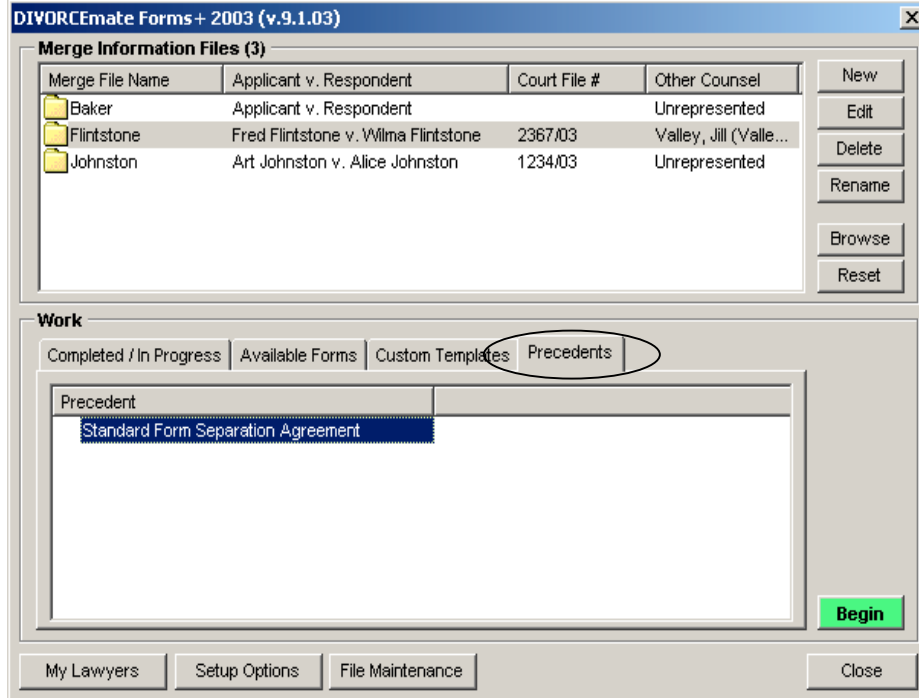 DIVORCEmate Forms+ 2003 (v.9.1.03)
Merge Information Files (3)
Merge File Name Applicant v. Respondent Court File # Other Counsel
Baker Applicant v. Respondent Unrepresented
Flintstone Fred Flintstone v. Wilma Flintstone 2367/03 Valley, Jill (Valle...
Johnston Art Johnston v. Alice Johnston 1234/03 Unrepresented
New
Edit
Delete
Rename
Browse
Reset
Work
Completed / In Progress Available Forms Custom Templates Precedents
Precedent
Standard Form Separation Agreement
Begin
My Lawyers Setup Options File Maintenance Close